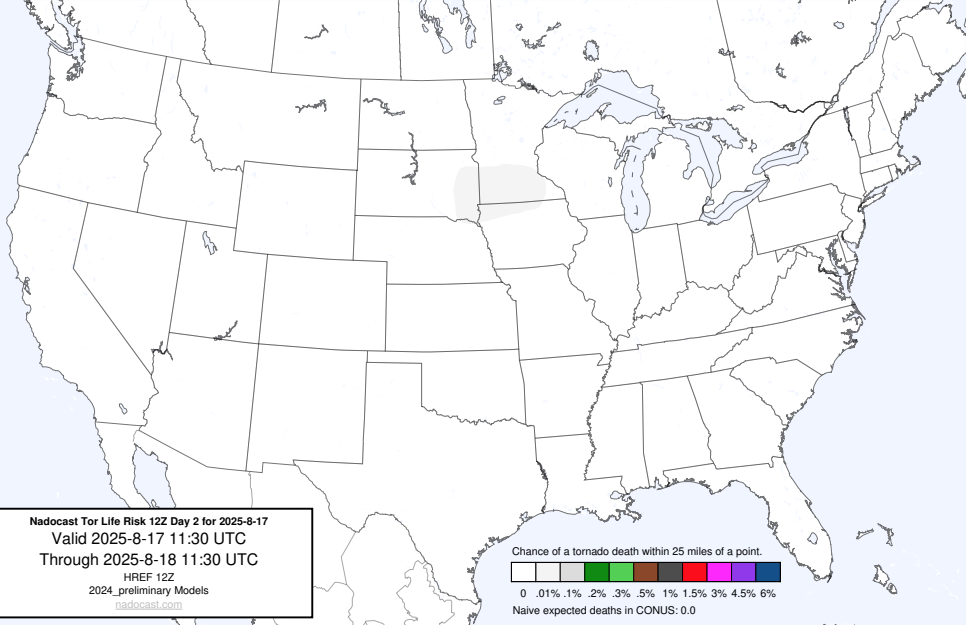 Nadocast Tor Life Risk 12Z Day 2 for 2025-8-17
Valid 2025-8-17 11:30 UTC
Through 2025-8-18 11:30 UTC
HREF 12Z
2024_preliminary Models
nadocast.com
Chance of a tornado death within 25 miles of a point.
0 .01% .1% .2% .3% .5% 1% 1.5% 3% 4.5% 6%
Naive expected deaths in CONUS: 0.0